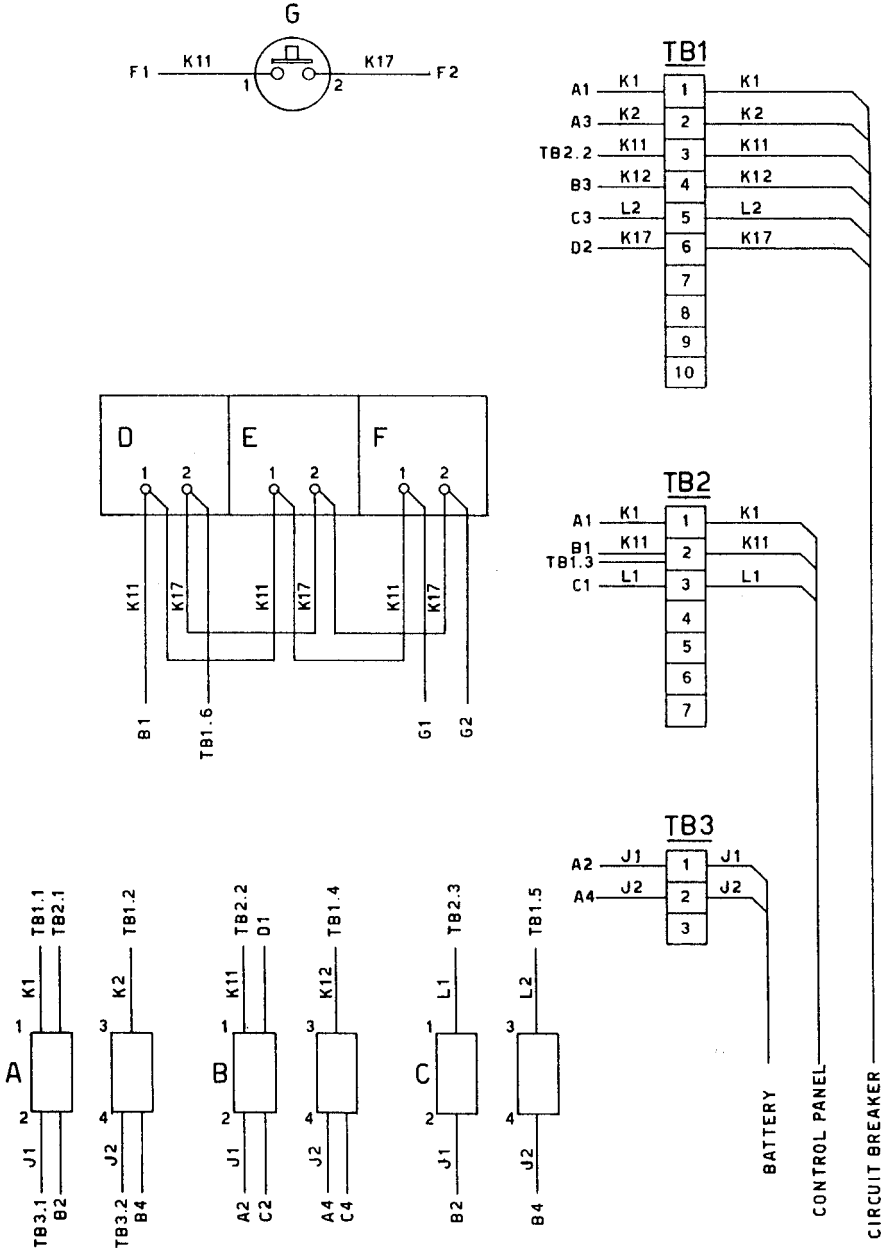 G
F1 K11 1 2 K17 F2
TB1
A1 K1 1 K1
A3 K2 2 K2
TB2.2 K11 3 K11
B3 K12 4 K12
C3 L2 5 L2
D2 K17 6 K17
7
8
9
10
D E F
1 2 1 2 1 2
K11 K17 K11 K17 K11 K17
B1 TB1.6 G1 G2
TB2
A1 K1 1 K1
B1 K11 2 K11
TB1.3
C1 L1 3 L1
4
5
6
7
TB3
A2 J1 1 J1
A4 J2 2 J2
3
TB1.1 TB2.1 TB1.2 TB2.2 D1 TB1.4 TB2.3 TB1.5
K1 K2 K11 K12 L1 L2
1 3 1 3 1 3
A B C
2 4 2 4 2 4
J1 J2 J1 J2 J1 J2
TB3.1 B2 TB3.2 B4 A2 C2 A4 C4 B2 B4
BATTERY
CONTROL PANEL
CIRCUIT BREAKER